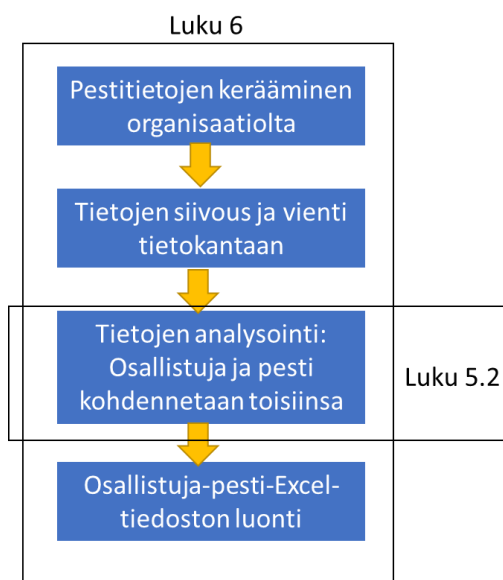 Luku 6
Pestitietojen kerääminen
organisaatiolta
Tietojen siivous ja vienti
tietokantaan
Tietojen analysointi:
Osallistuja ja pesti
kohdennetaan toisiinsa
Luku 5.2
Osallistuja-pesti-Excel-
tiedoston luonti